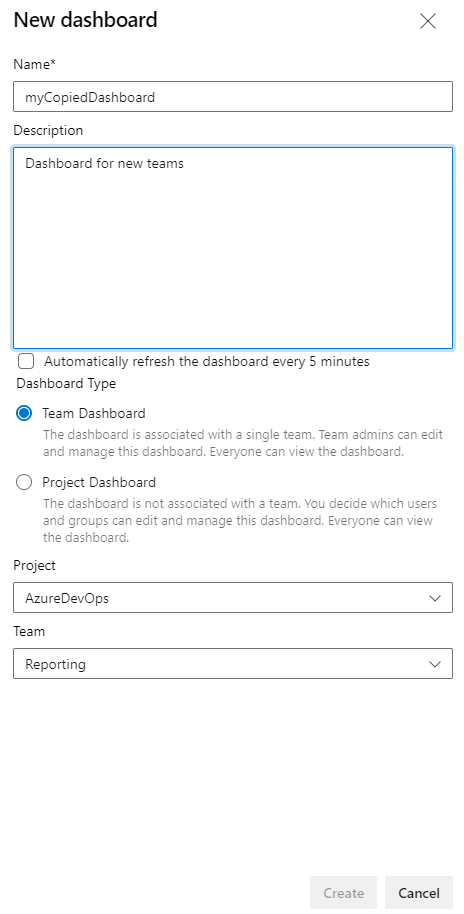 New dashboard
Name*
myCopiedDashboard
Description
Dashboard for new teams
Automatically refresh the dashboard every 5 minutes
Dashboard Type
Team Dashboard
The dashboard is associated with a single team. Team admins can edit
and manage this dashboard. Everyone can view the dashboard.
Project Dashboard
The dashboard is not associated with a team. You decide which users
and groups can edit and manage this dashboard. Everyone can view
the dashboard.
Project
AzureDevOps
Team
Reporting
Create Cancel